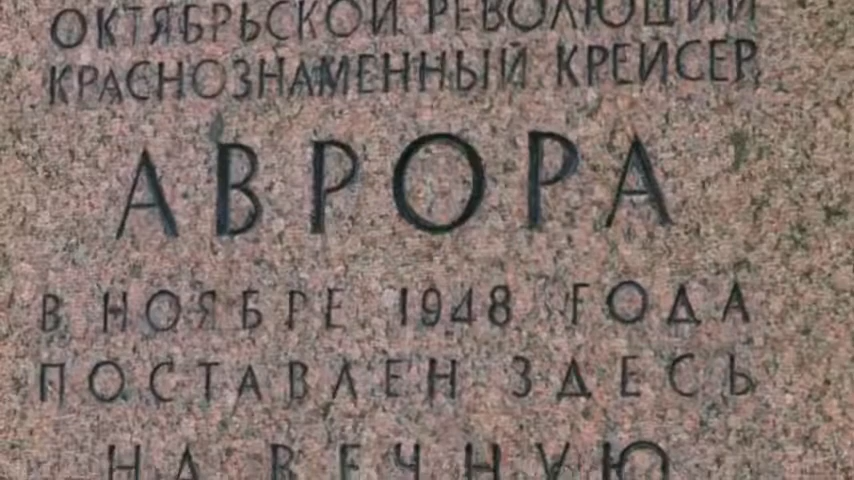 ОКТЯБРЬСКОЙ РЕВОЛЮЦИИ
КРАСНОЗНАМЕННЫЙ КРЕЙСЕР
АВРОРА
В НОЯБРЕ 1948 ГОДА
ПОСТАВЛЕН ЗДЕСЬ
НА ВЕЧНУЮ